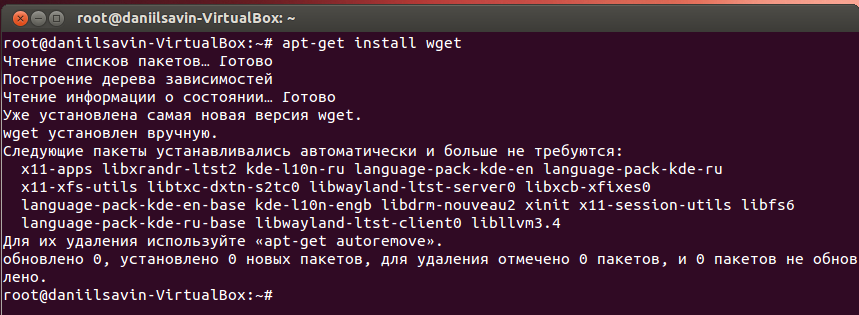 root@daniilsavin-VirtualBox: ~
root@daniilsavin-VirtualBox:~# apt-get install wget
Чтение списков пакетов… Готово
Построение дерева зависимостей
Чтение информации о состоянии… Готово
Уже установлена самая новая версия wget.
wget установлен вручную.
Следующие пакеты устанавливались автоматически и больше не требуются:
x11-apps libxrandr-ltst2 kde-l10n-ru language-pack-kde-en language-pack-kde-ru
x11-xfs-utils libtxc-dxtn-s2tc0 libwayland-ltst-server0 libxcb-xfixes0
language-pack-kde-en-base kde-l10n-engb libdrm-nouveau2 xinit x11-session-utils libfs6
language-pack-kde-ru-base libwayland-ltst-client0 libllvm3.4
Для их удаления используйте «apt-get autoremove».
обновлено 0, установлено 0 новых пакетов, для удаления отмечено 0 пакетов, и 0 пакетов не обнов
лено.
root@daniilsavin-VirtualBox:~#